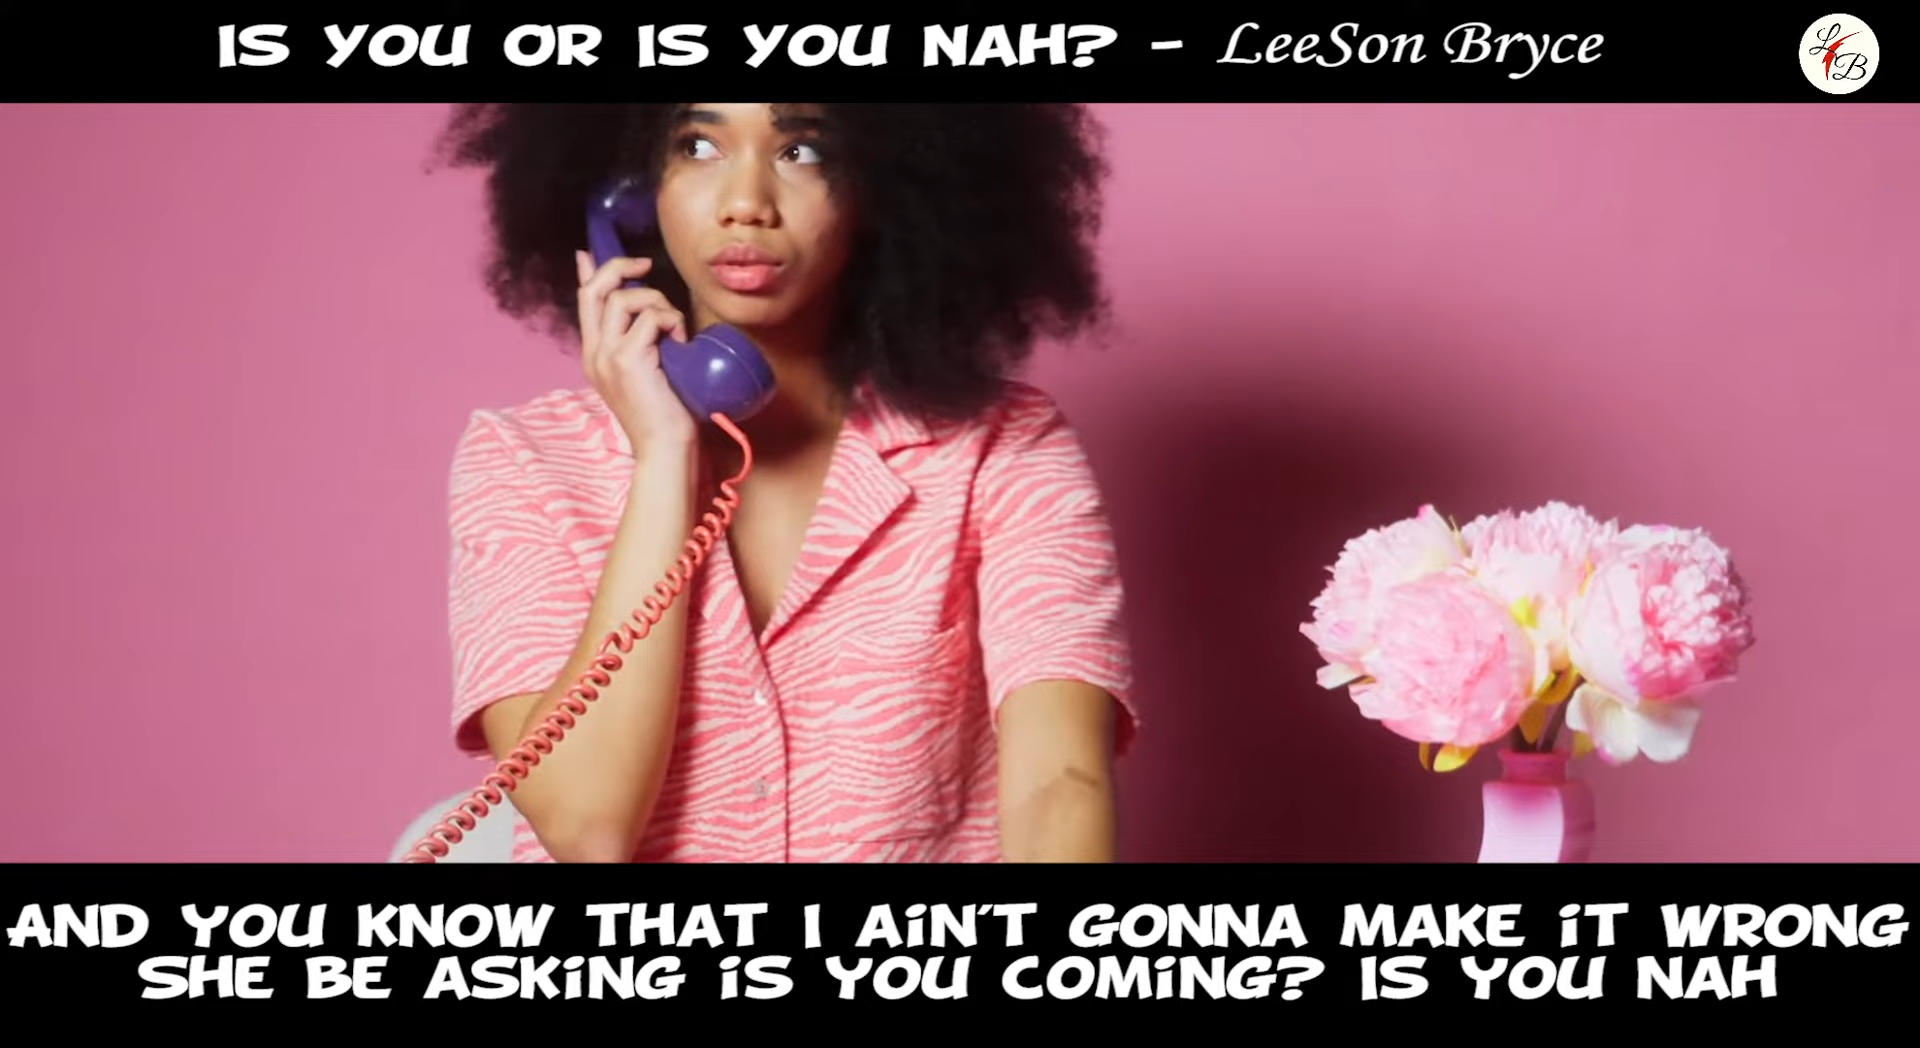 IS YOU OR IS YOU NAH? - LeeSon Bryce
L B
AND YOU KNOW THAT I AIN'T GONNA MAKE IT WRONG
SHE BE ASKING IS YOU COMING? IS YOU NAH